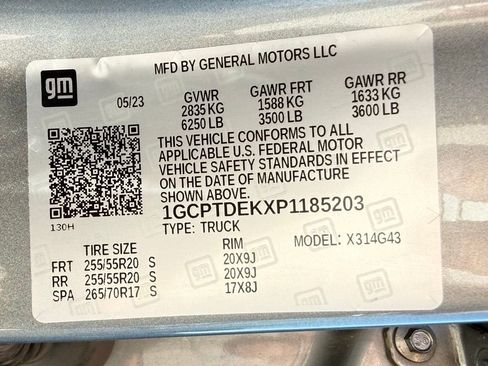 gm
MFD BY GENERAL MOTORS LLC
05/23
GVWR GAWR FRT GAWR RR
2835 KG 1588 KG 1633 KG
6250 LB 3500 LB 3600 LB
THIS VEHICLE CONFORMS TO ALL
APPLICABLE U.S. FEDERAL MOTOR
VEHICLE SAFETY STANDARDS IN EFFECT
ON THE DATE OF MANUFACTURE
SHOWN ABOVE.
1GCPTDEKXP1185203
130H
TYPE: TRUCK
MODEL: X314G43
TIRE SIZE RIM
FRT 255/55R20 S 20X9J
RR 255/55R20 S 20X9J
SPA 265/70R17 S 17X8J